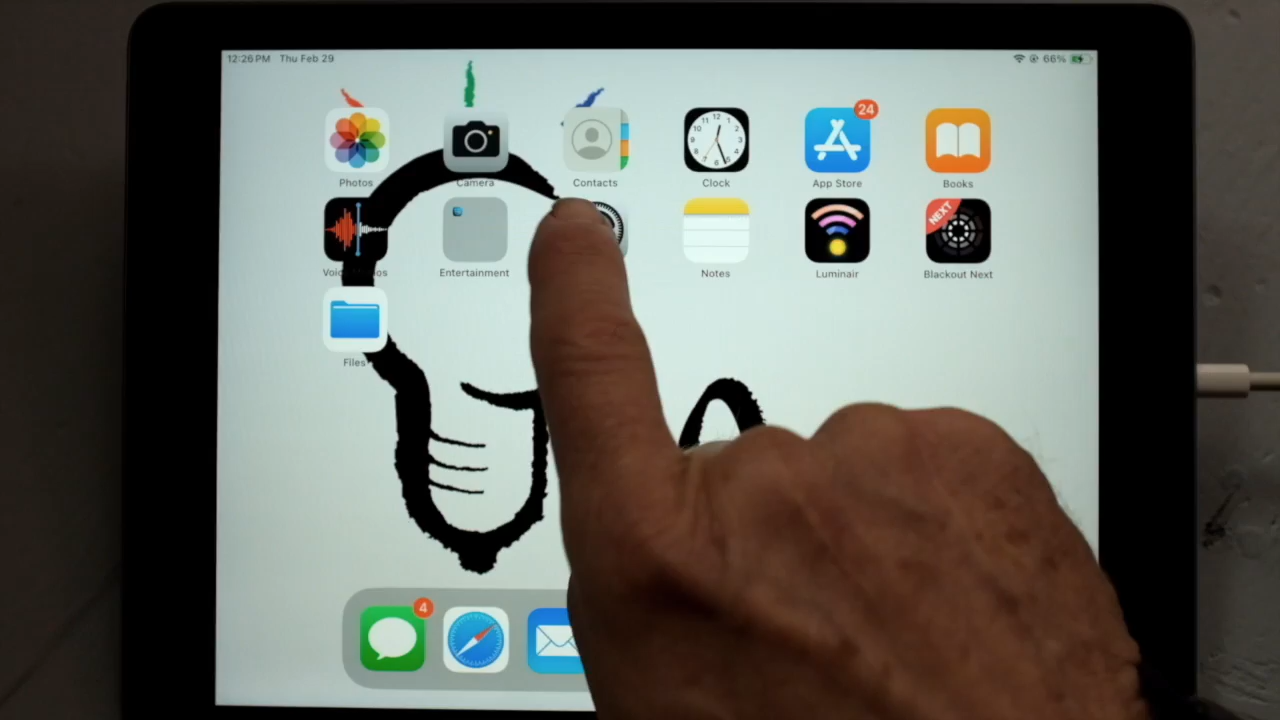 12:26 PM Thu Feb 29 66%
24
Photos Camera Contacts Clock App Store Books
NEXT
Entertainment Notes Luminair Blackout Next
Files
4